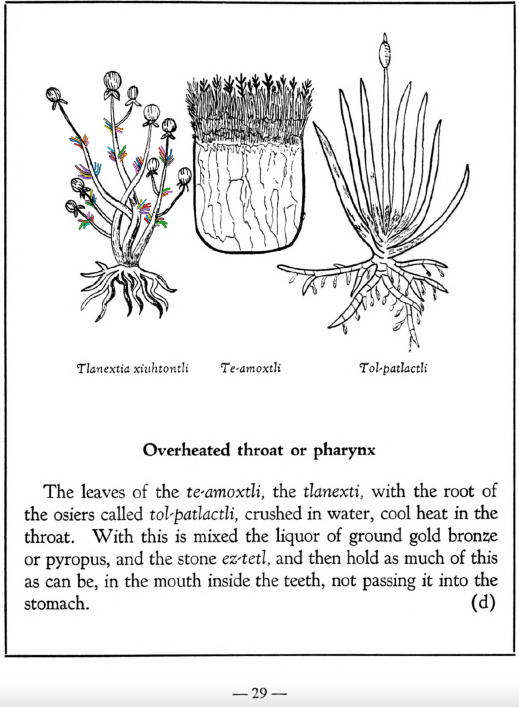 Tlanextia xiuhtontli Te-amoxtli Tol-patlactli
Overheated throat or pharynx
The leaves of the te-amoxtli, the tlanexti, with the root of
the osiers called tol-patlactli, crushed in water, cool heat in the
throat. With this is mixed the liquor of ground gold bronze
or pyropus, and the stone ez-tetl, and then hold as much of this
as can be, in the mouth inside the teeth, not passing it into the
stomach. (d)
— 29 —